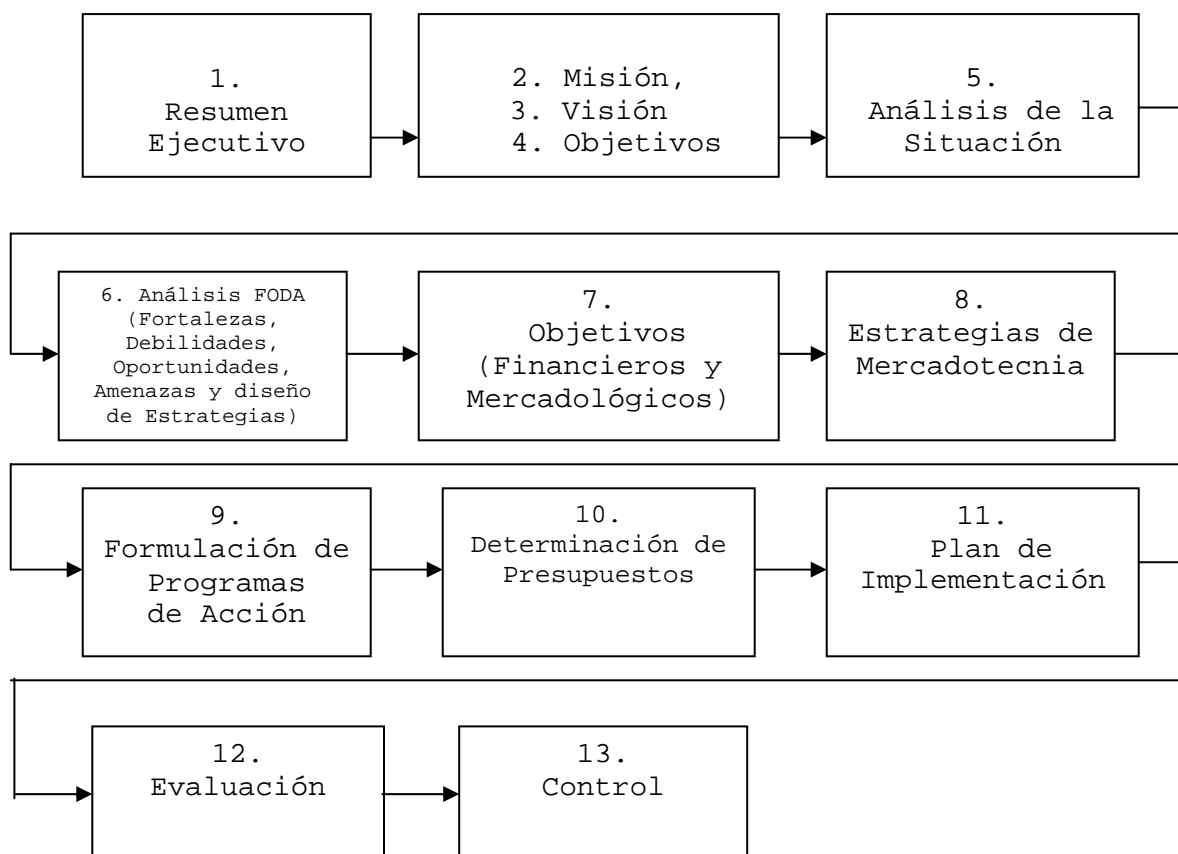 1.
Resumen
Ejecutivo
2. Misión,
3. Visión
4. Objetivos
5.
Análisis de la
Situación
6. Análisis FODA
(Fortalezas,
Debilidades,
Oportunidades,
Amenazas y diseño
de Estrategias)
7.
Objetivos
(Financieros y
Mercadológicos)
8.
Estrategias de
Mercadotecnia
9.
Formulación de
Programas
de Acción
10.
Determinación de
Presupuestos
11.
Plan de
Implementación
12.
Evaluación
13.
Control